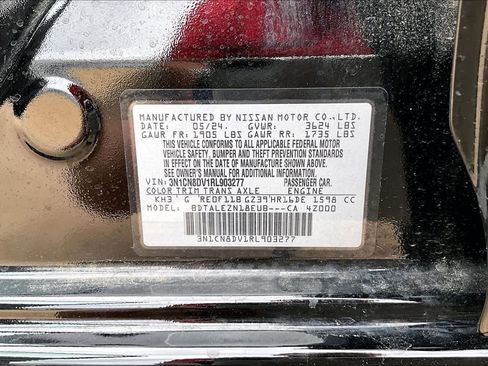 MANUFACTURED BY NISSAN MOTOR CO.,LTD.
DATE: 05/24. GVWR: 3624 LBS
GAWR FR: 1905 LBS GAWR RR: 1735 LBS
THIS VEHICLE CONFORMS TO ALL APPLICABLE FEDERAL MOTOR
VEHICLE SAFETY, BUMPER AND THEFT PREVENTION STANDARDS
IN EFFECT ON THE DATE OF MANUFACTURE SHOWN ABOVE.
SEE OWNER'S MANUAL FOR ADDITIONAL INFORMATION.
VIN: 3N1CN8DV1RL903277 PASSENGER CAR.
COLOR TRIM TRANS AXLE ENGINE
KH3 G RE0F11B GZ39 HR16DE 1598 CC
MODEL: BDTALEZN18EU8---CA 42000
3N1CN8DV1RL903277